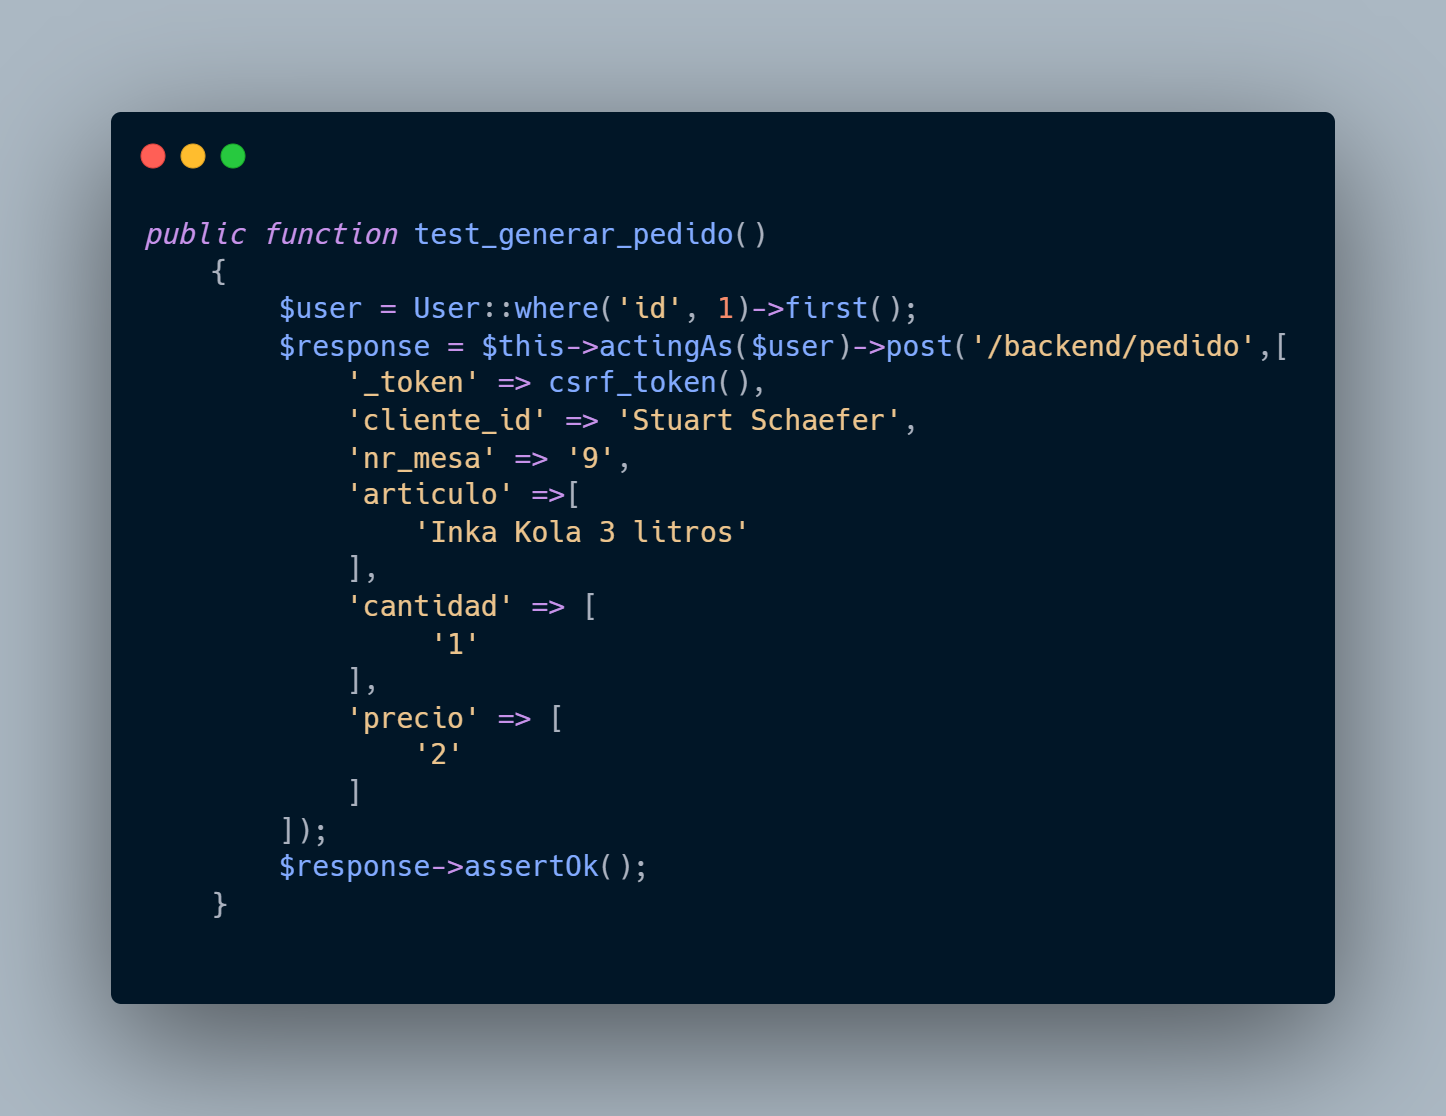 public function test_generar_pedido()
    {
        $user = User::where('id', 1)->first();
        $response = $this->actingAs($user)->post('/backend/pedido',[
            '_token' => csrf_token(),
            'cliente_id' => 'Stuart Schaefer',
            'nr_mesa' => '9',
            'articulo' =>[
                'Inka Kola 3 litros'
            ],
            'cantidad' => [
                 '1'
            ],
            'precio' => [
                '2'
            ]
        ]);
        $response->assertOk();
    }